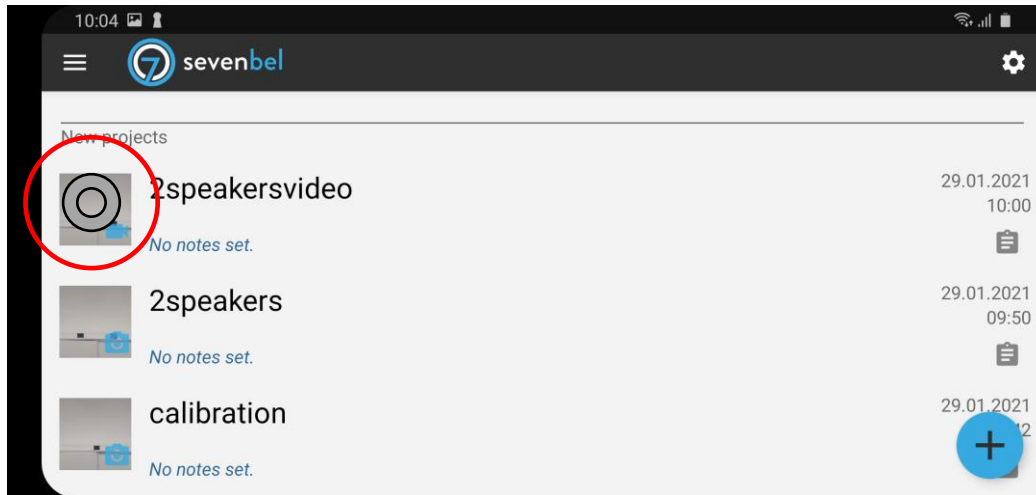 10:04
sevenbel
New projects
2speakersvideo
29.01.2021
10:00
No notes set.
2speakers
29.01.2021
09:50
No notes set.
calibration
29.01.2021
No notes set.